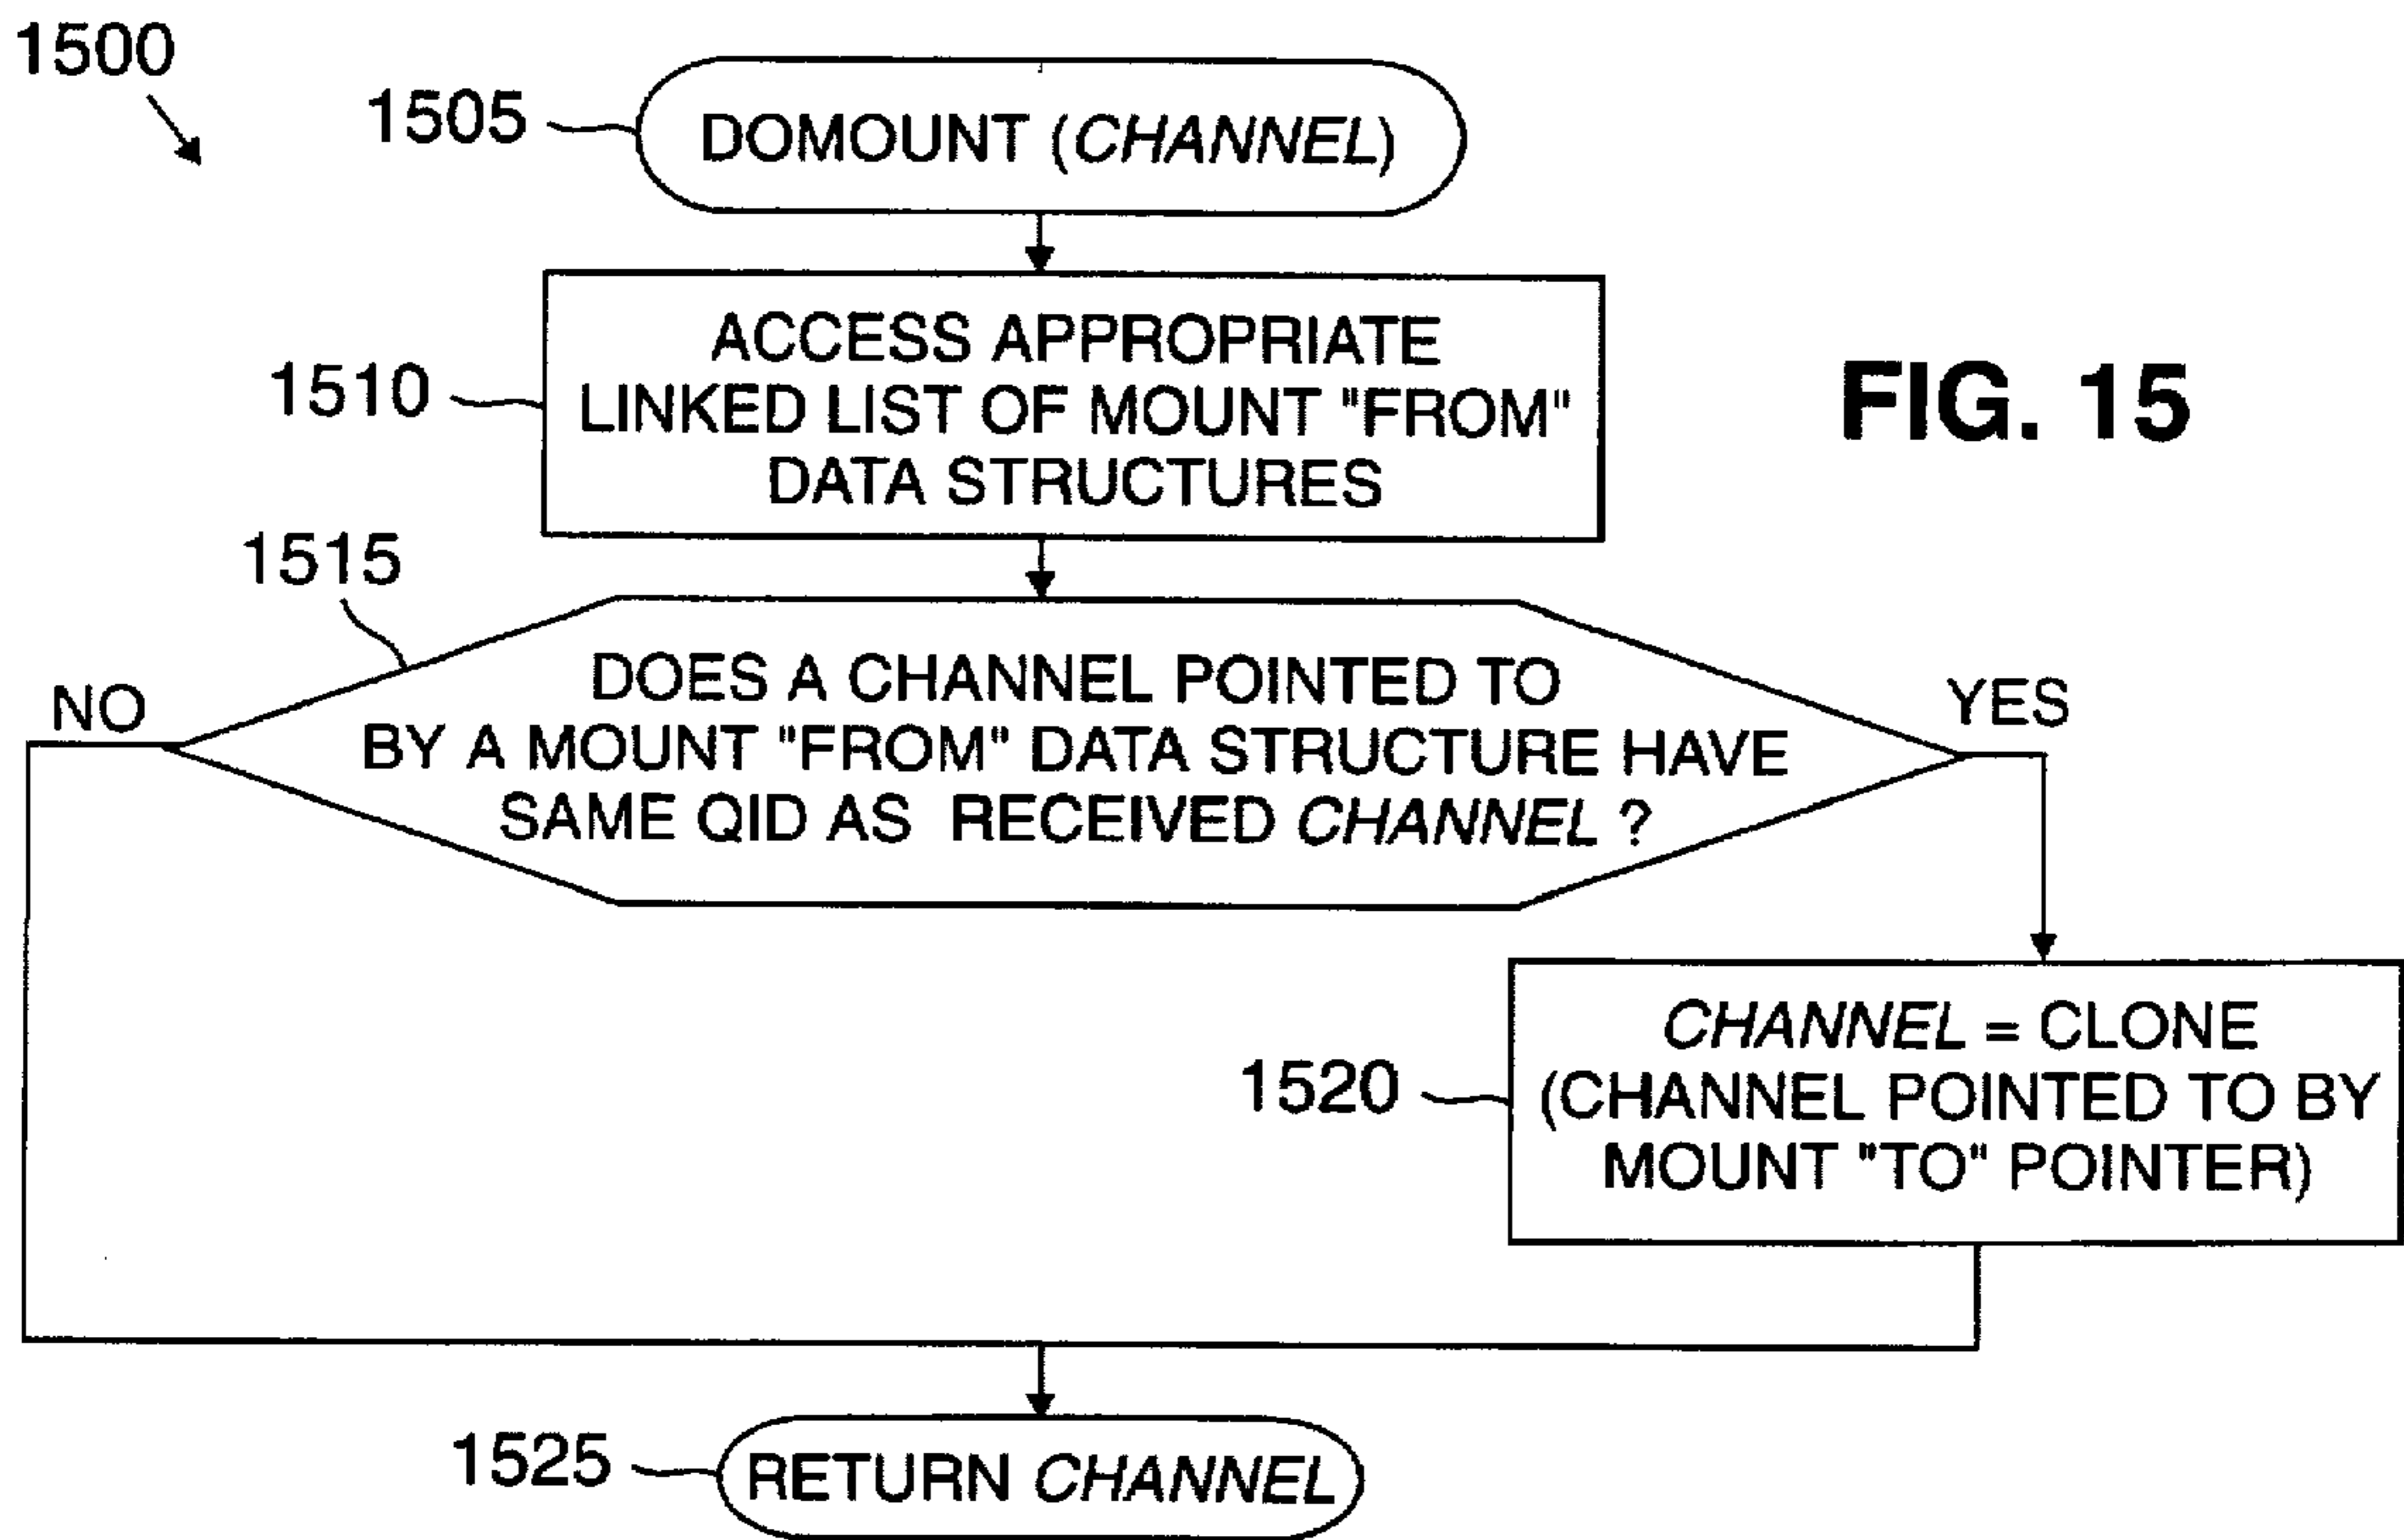 1500
1505
DOMOUNT (CHANNEL)
1510
ACCESS APPROPRIATE
LINKED LIST OF MOUNT "FROM"
DATA STRUCTURES
FIG. 15
1515
NO
YES
DOES A CHANNEL POINTED TO
BY A MOUNT "FROM" DATA STRUCTURE HAVE
SAME QID AS RECEIVED CHANNEL ?
1520
CHANNEL = CLONE
(CHANNEL POINTED TO BY
MOUNT "TO" POINTER)
1525
RETURN CHANNEL